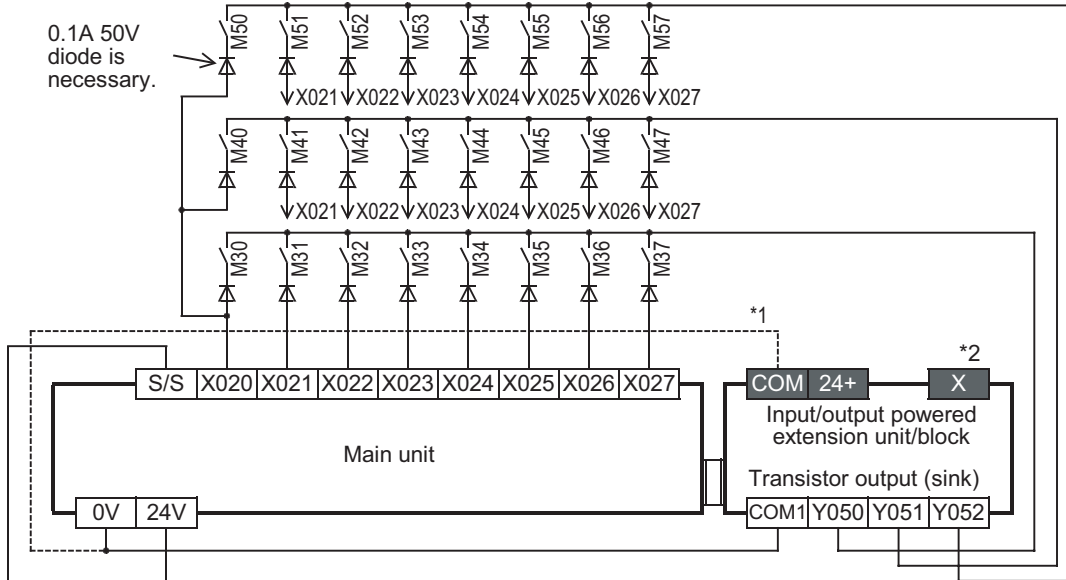 0.1A 50V
diode is
necessary.
M50 M51 M52 M53 M54 M55 M56 M57
X021 X022 X023 X024 X025 X026 X027
M40 M41 M42 M43 M44 M45 M46 M47
X021 X022 X023 X024 X025 X026 X027
M30 M31 M32 M33 M34 M35 M36 M37
*1
*2
S/S X020 X021 X022 X023 X024 X025 X026 X027
COM 24+ X
Input/output powered
extension unit/block
Main unit
Transistor output (sink)
0V 24V
COM1 Y050 Y051 Y052